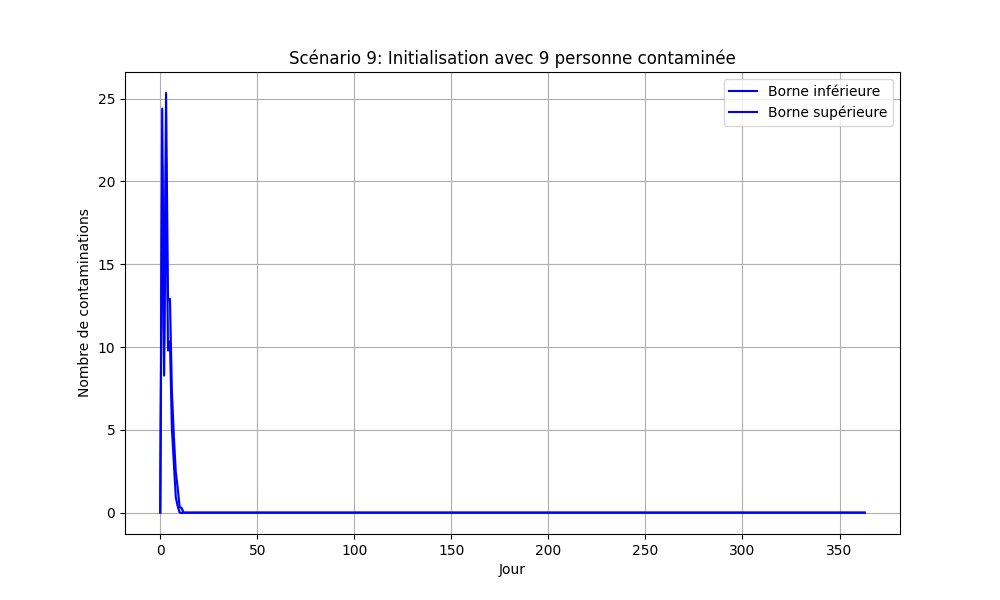 Scénario 9: Initialisation avec 9 personne contaminée
Borne inférieure
Borne supérieure
25
20
15
10
5
0
Nombre de contaminations
0 50 100 150 200 250 300 350
Jour